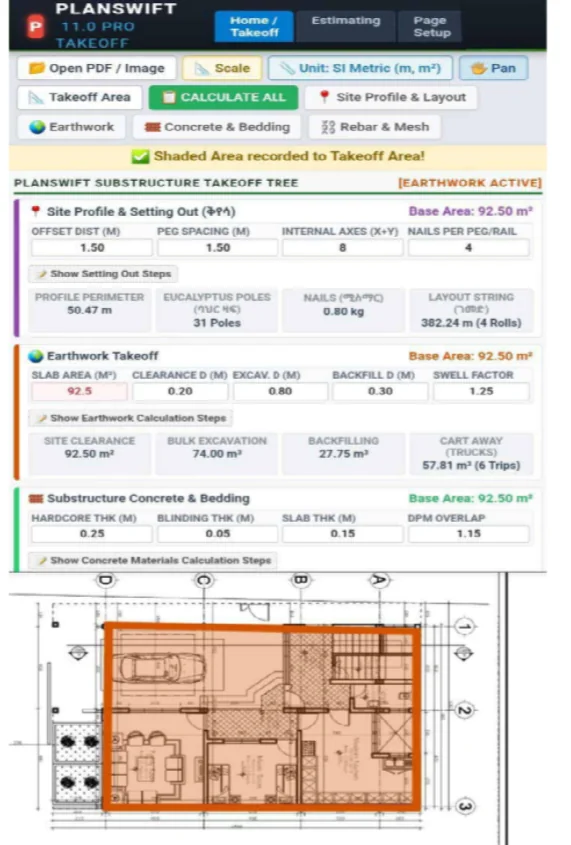 PLANSWIFT
P
11.0 PRO
TAKEOFF
Home /
Takeoff
Estimating
Page
Setup
Open PDF / Image
Scale
Unit: SI Metric (m, m²)
Pan
Takeoff Area
CALCULATE ALL
Site Profile & Layout
Earthwork
Concrete & Bedding
Rebar & Mesh
Shaded Area recorded to Takeoff Area!
PLANSWIFT SUBSTRUCTURE TAKEOFF TREE [EARTHWORK ACTIVE]
Site Profile & Setting Out (ቅየሳ) Base Area: 92.50 m²
OFFSET DIST (M) PEG SPACING (M) INTERNAL AXES (X+Y) NAILS PER PEG/RAIL
1.50 1.50 8 4
Show Setting Out Steps
PROFILE PERIMETER
50.47 m
EUCALYPTUS POLES
31 Poles
NAILS (ሚስማር)
0.80 kg
LAYOUT STRING
(ገመድ)
382.24 m (4 Rolls)
Earthwork Takeoff Base Area: 92.50 m²
SLAB AREA (M²) CLEARANCE D (M) EXCAV. D (M) BACKFILL D (M) SWELL FACTOR
92.5 0.20 0.80 0.30 1.25
Show Earthwork Calculation Steps
SITE CLEARANCE
92.50 m²
BULK EXCAVATION
74.00 m³
BACKFILLING
27.75 m³
CART AWAY
(TRUCKS)
57.81 m³ (6 Trips)
Substructure Concrete & Bedding Base Area: 92.50 m²
HARDCORE THK (M) BLINDING THK (M) SLAB THK (M) DPM OVERLAP
0.25 0.05 0.15 1.15
Show Concrete Materials Calculation Steps
D C B A
1
2
3